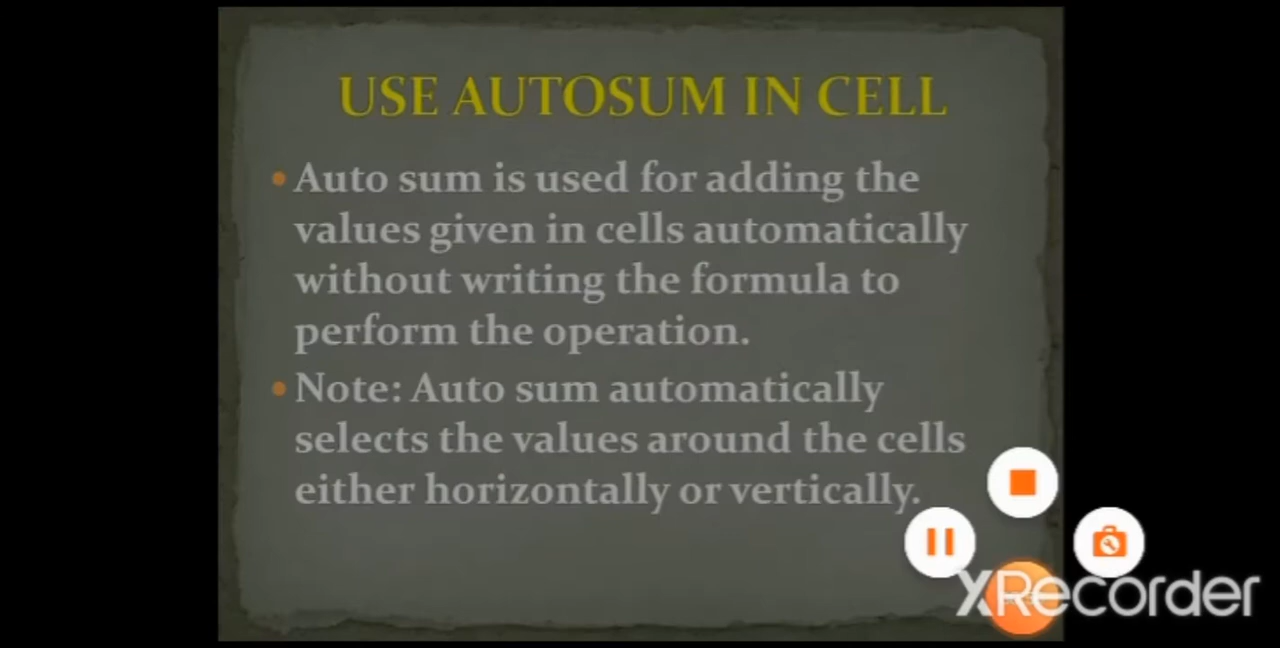 USE AUTOSUM IN CELL
• Auto sum is used for adding the
values given in cells automatically
without writing the formula to
perform the operation.
• Note: Auto sum automatically
selects the values around the cells
either horizontally or vertically.
XRecorder